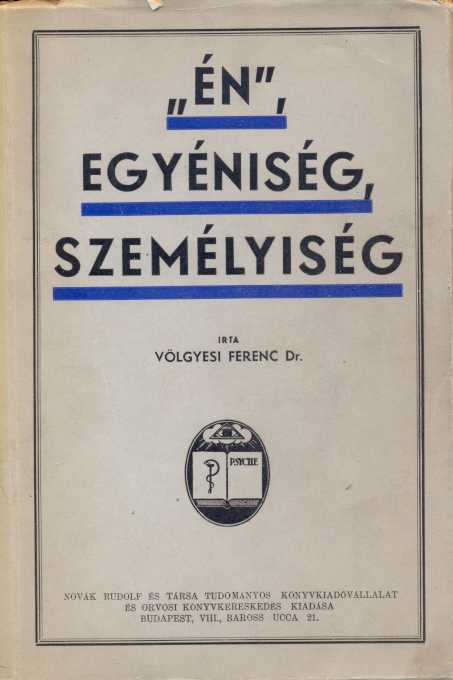 „ÉN”,
EGYÉNISÉG,
SZEMÉLYISÉG
IRTA
VÖLGYESI FERENC Dr.
PSYCHE
NOVÁK RUDOLF ÉS TÁRSA TUDOMÁNYOS KÖNYVKIADÓVÁLLALAT
ÉS ORVOSI KÖNYVKERESKEDÉS KIADÁSA
BUDAPEST, VIII., BAROSS UCCA 21.